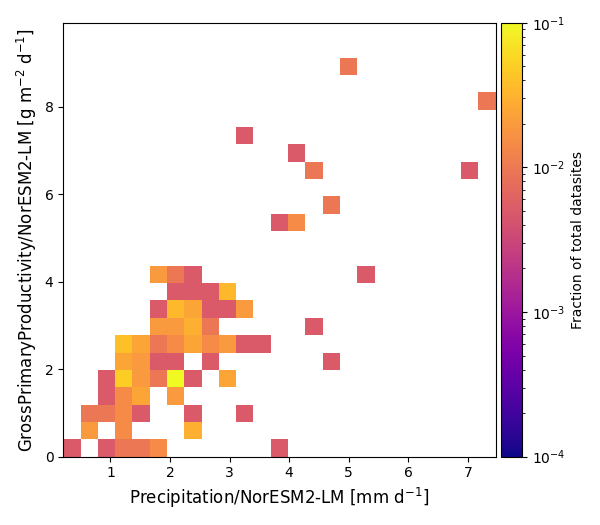 GrossPrimaryProductivity/NorESM2-LM [g m⁻² d⁻¹]
8
6
4
2
0
1 2 3 4 5 6 7
Precipitation/NorESM2-LM [mm d⁻¹]
10⁻¹
10⁻²
10⁻³
10⁻⁴
Fraction of total datasites